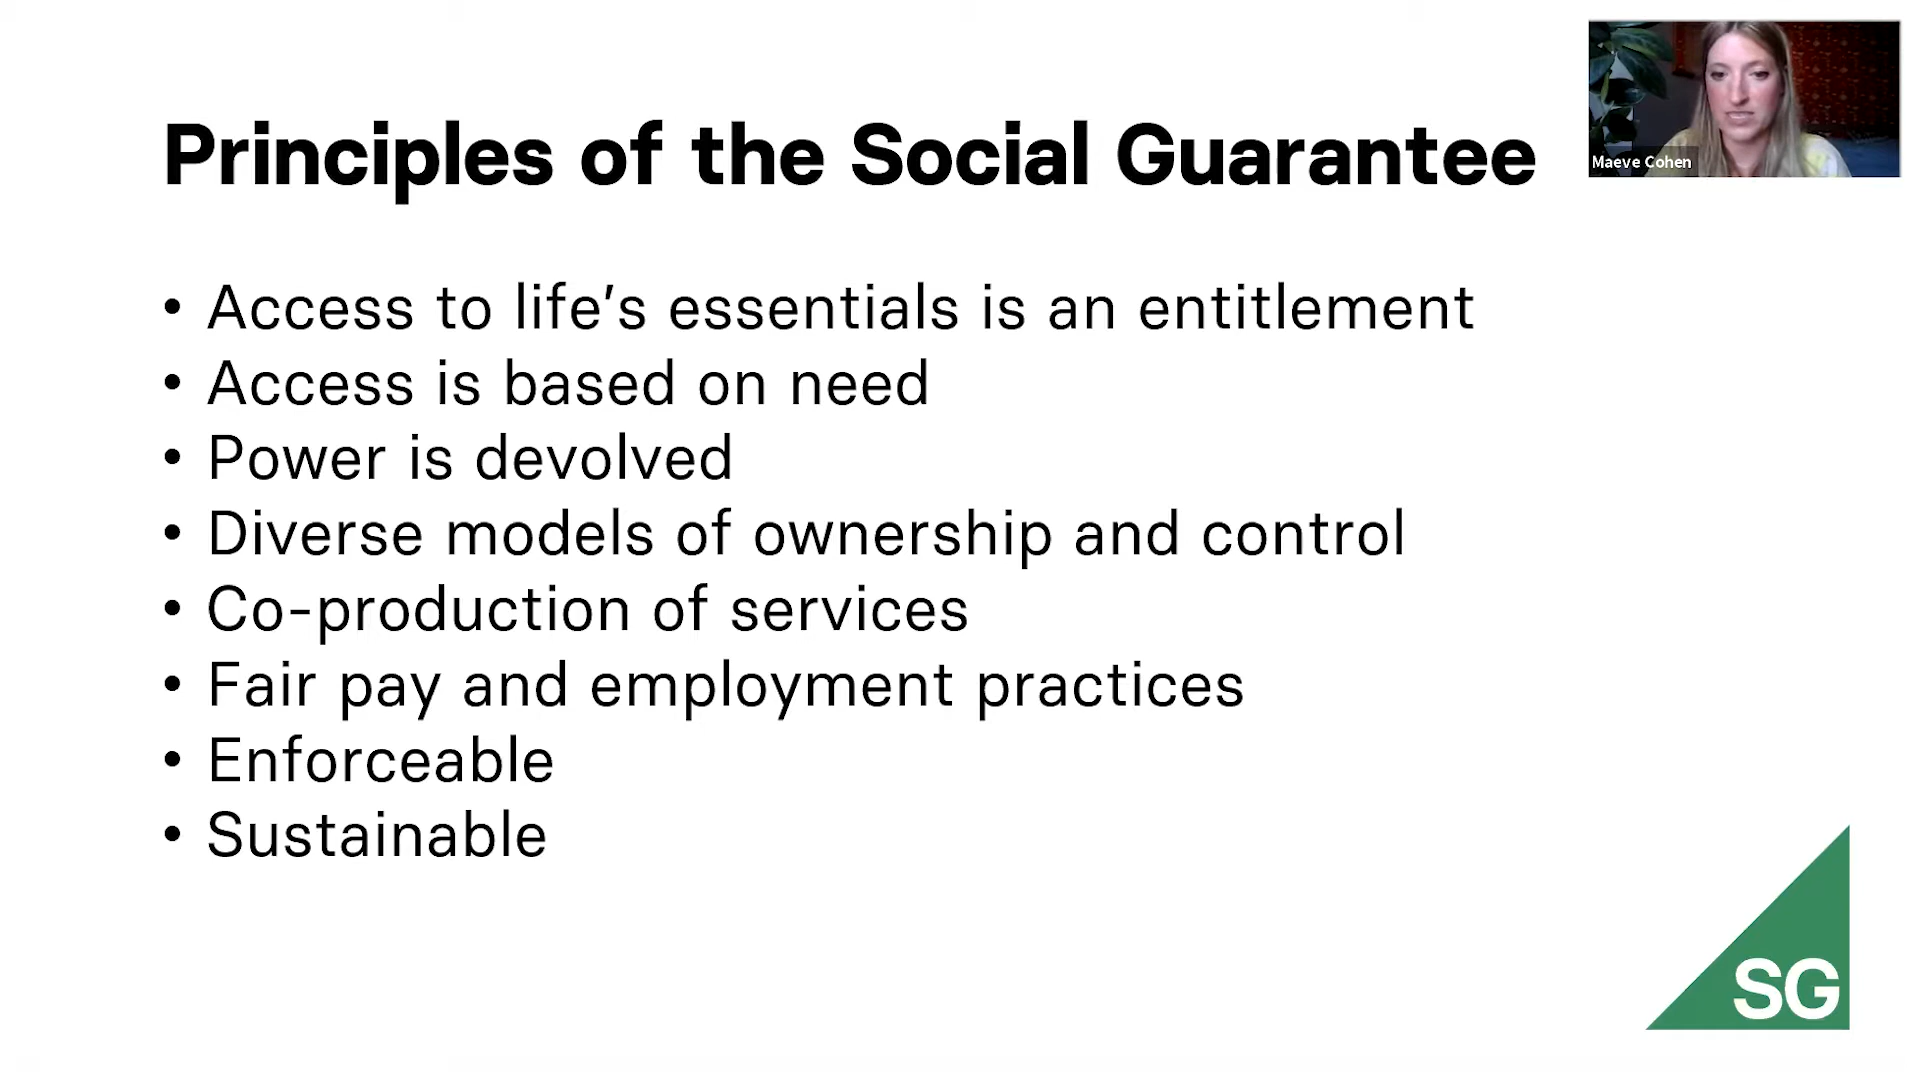 Principles of the Social Guarantee
Maeve Cohen
• Access to life’s essentials is an entitlement
• Access is based on need
• Power is devolved
• Diverse models of ownership and control
• Co-production of services
• Fair pay and employment practices
• Enforceable
• Sustainable
SG